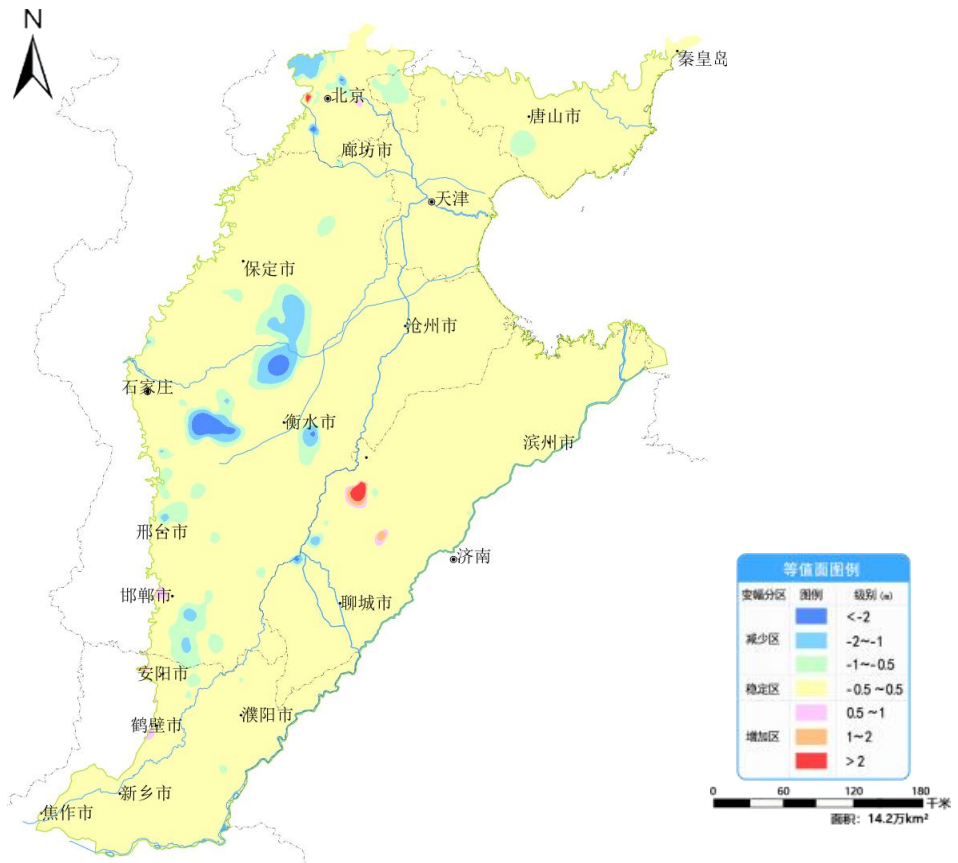 N
秦皇岛
北京
唐山市
廊坊市
天津
保定市
沧州市
石家庄
衡水市
滨州市
邢台市
济南
邯郸市
聊城市
安阳市
濮阳市
鹤壁市
新乡市
焦作市
等值面图例
变幅分区 图例 级别 (m)
减少区
<-2
-2~-1
-1~-0.5
稳定区 -0.5~0.5
增加区
0.5~1
1~2
>2
0 60 120 180
千米
面积：14.2万km²